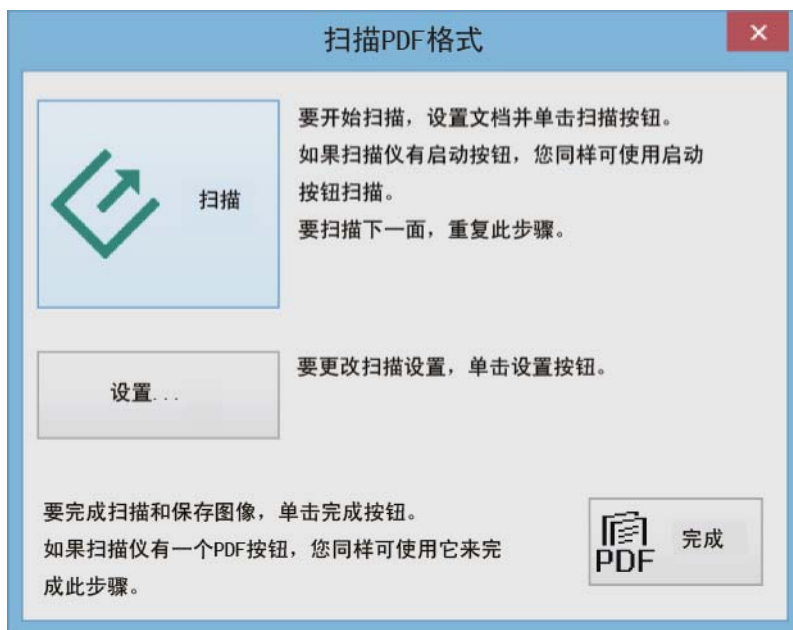 扫描PDF格式
扫描
要开始扫描，设置文档并单击扫描按钮。
如果扫描仪有启动按钮，您同样可使用启动
按钮扫描。
要扫描下一面，重复此步骤。
设置...
要更改扫描设置，单击设置按钮。
要完成扫描和保存图像，单击完成按钮。
如果扫描仪有一个PDF按钮，您同样可使用它来完
成此步骤。
PDF
完成